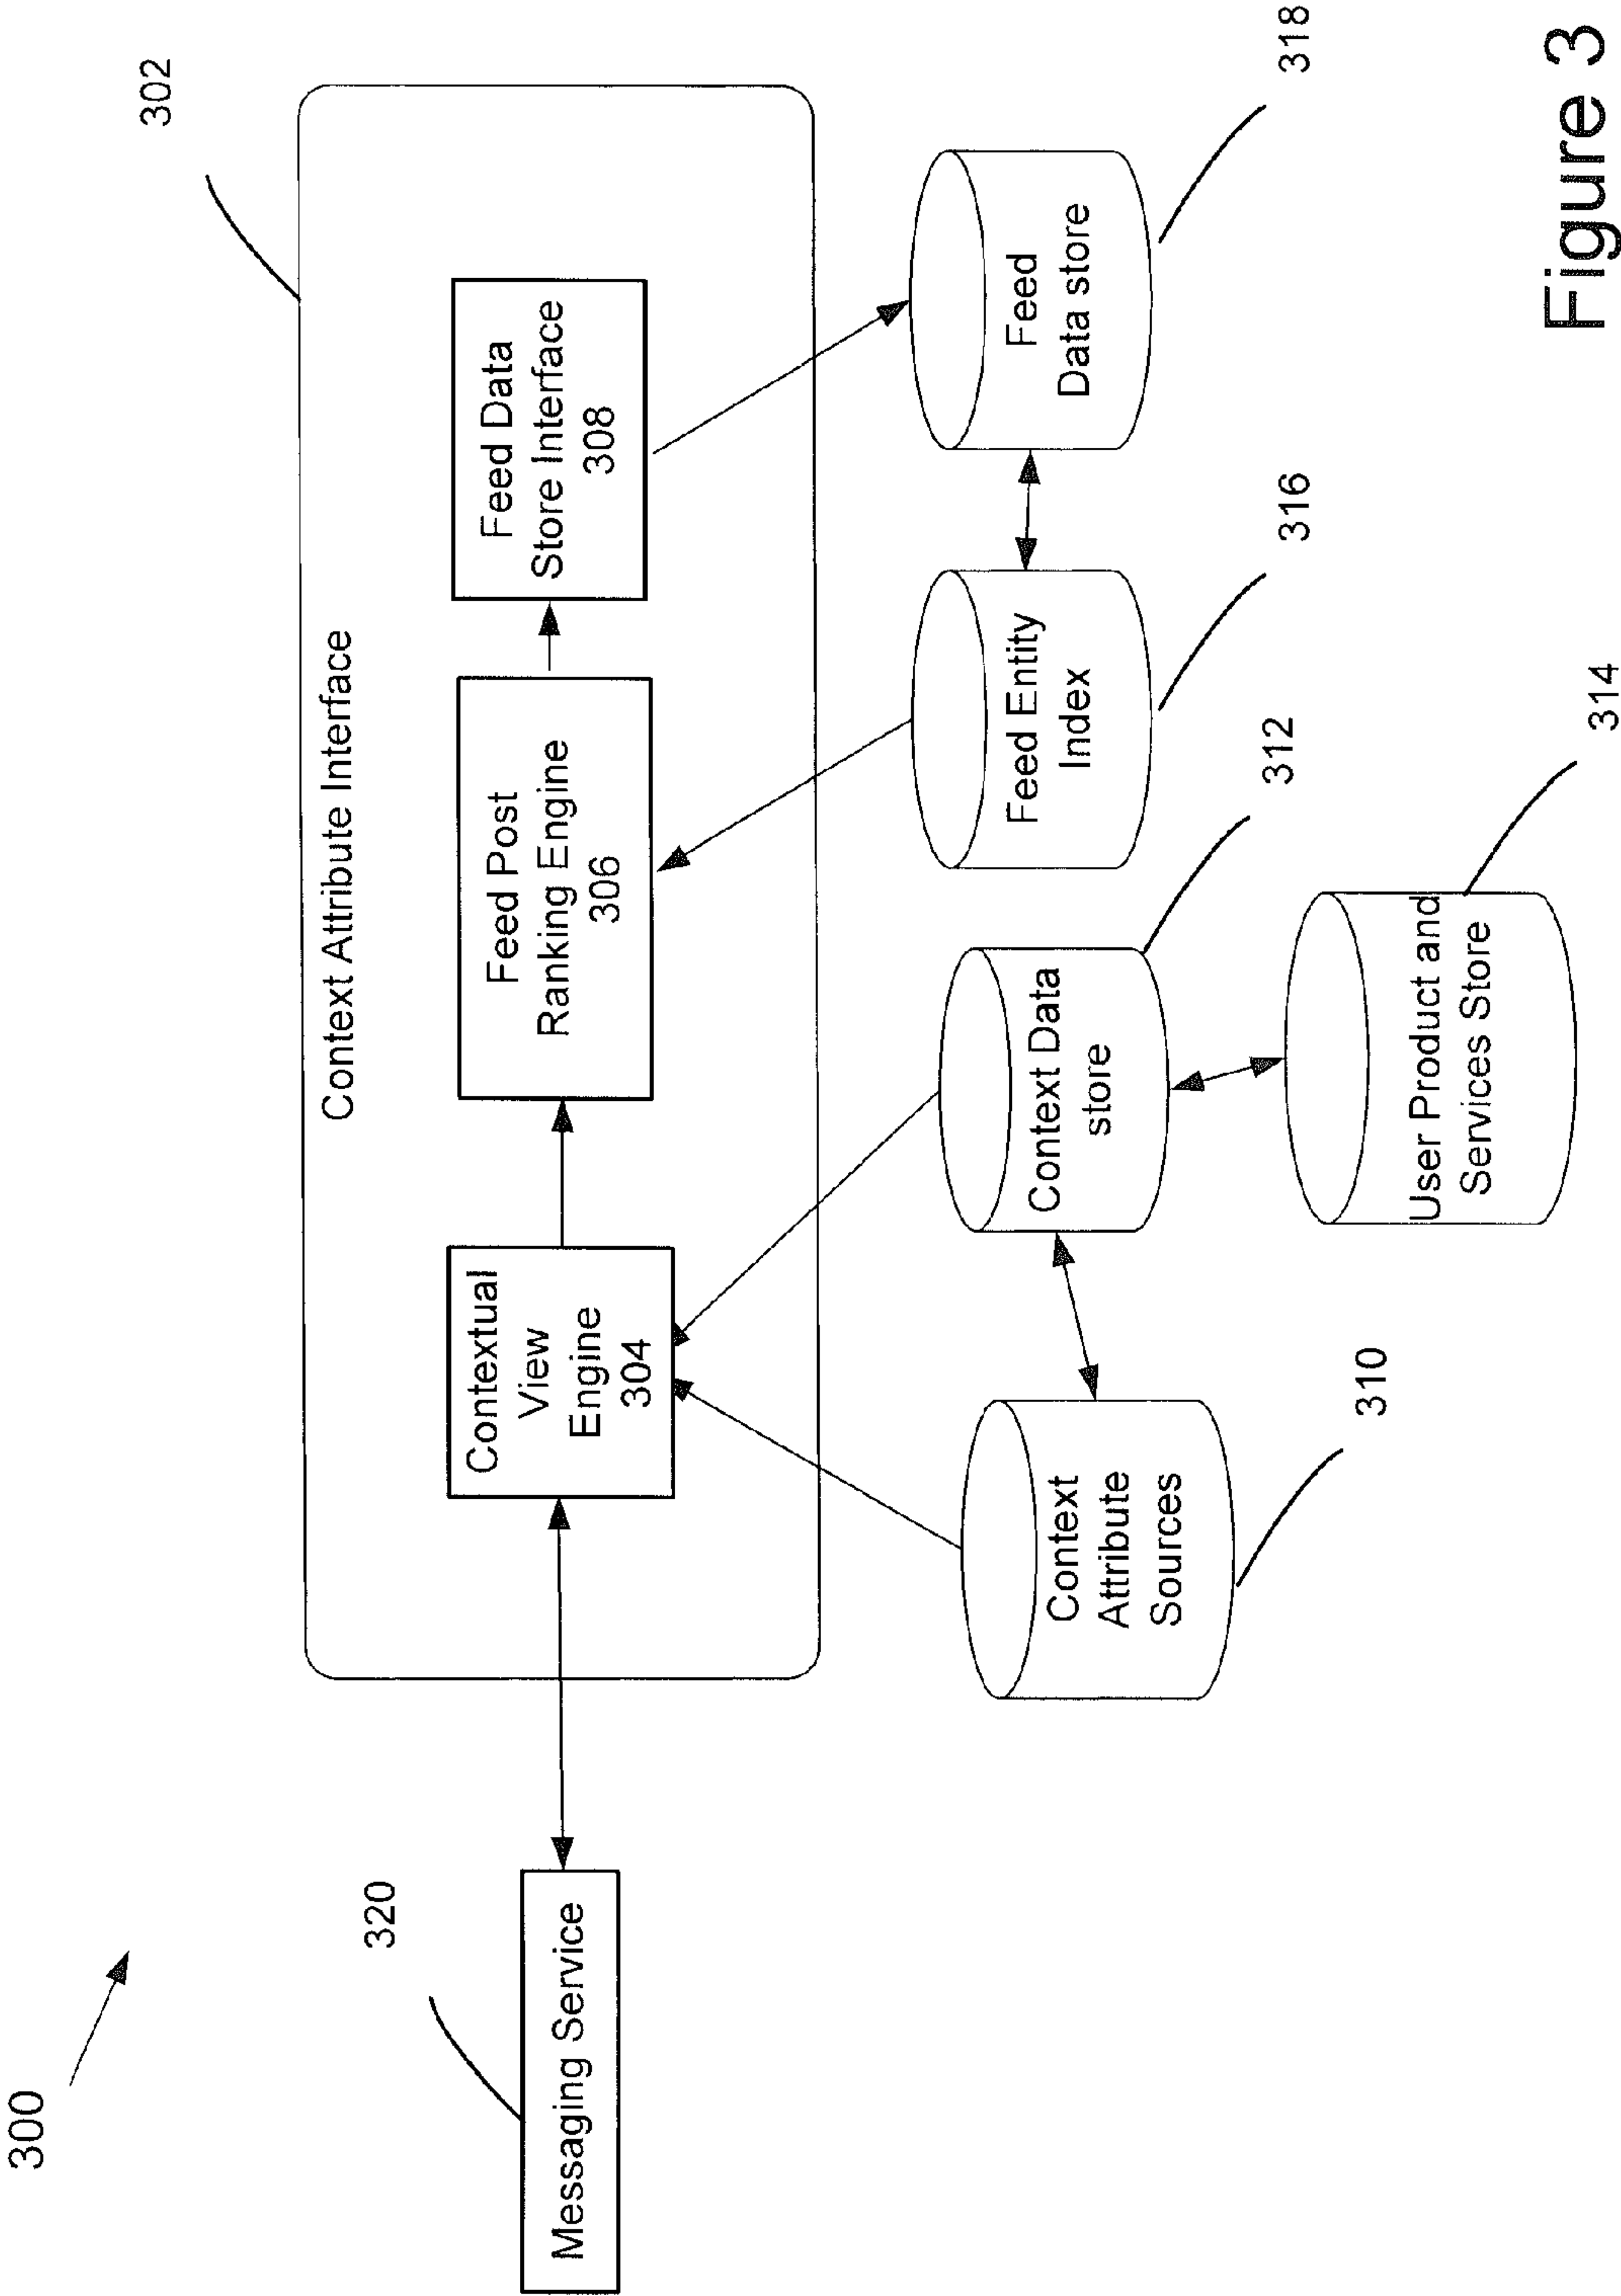 300
302
Context Attribute Interface
320
Messaging Service
Contextual
View
Engine
304
Feed Post
Ranking Engine
306
Feed Data
Store Interface
308
Context
Attribute
Sources
310
Context Data
store
312
User Product and
Services Store
314
Feed Entity
Index
316
Feed
Data store
318
Figure 3